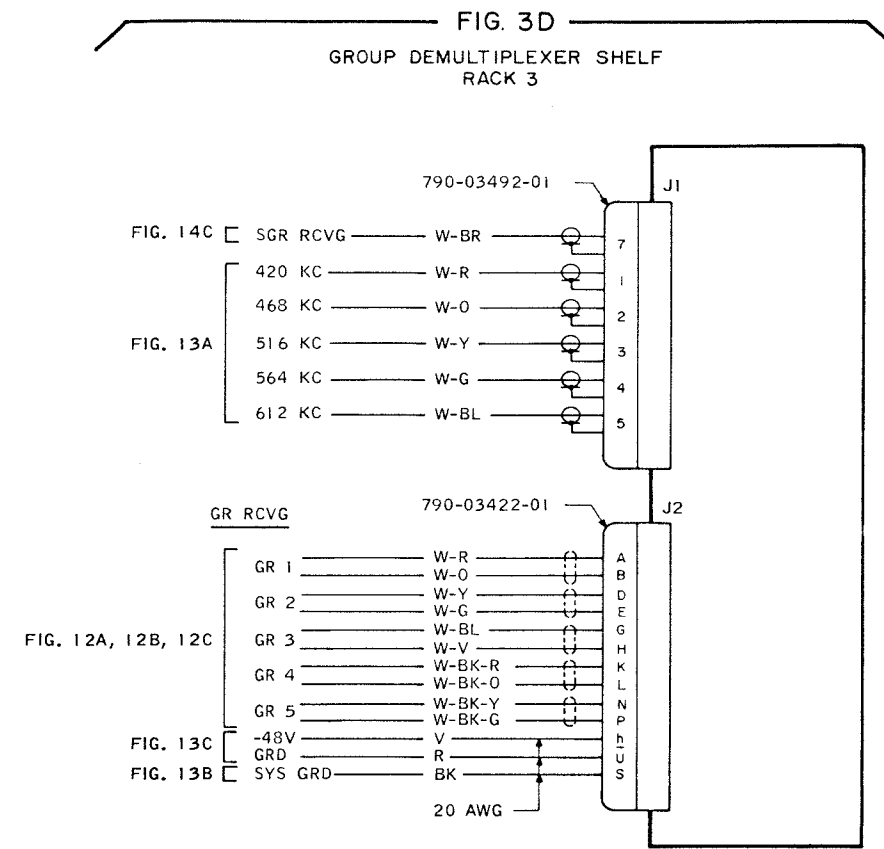 FIG. 3D
GROUP DEMULTIPLEXER SHELF
RACK 3
790-03492-01
J1
FIG. 14C
SGR RCVG
W-BR
7
420 KC
W-R
1
468 KC
W-O
2
FIG. 13A
516 KC
W-Y
3
564 KC
W-G
4
612 KC
W-BL
5
790-03422-01
J2
GR RCVG
GR 1
W-R
A
W-O
B
GR 2
W-Y
D
W-G
E
FIG. 12A, 12B, 12C
GR 3
W-BL
G
W-V
H
GR 4
W-BK-R
K
W-BK-O
L
GR 5
W-BK-Y
N
W-BK-G
P
FIG. 13C
-48V
V
h
GRD
R
U
FIG. 13B
SYS GRD
BK
S
20 AWG